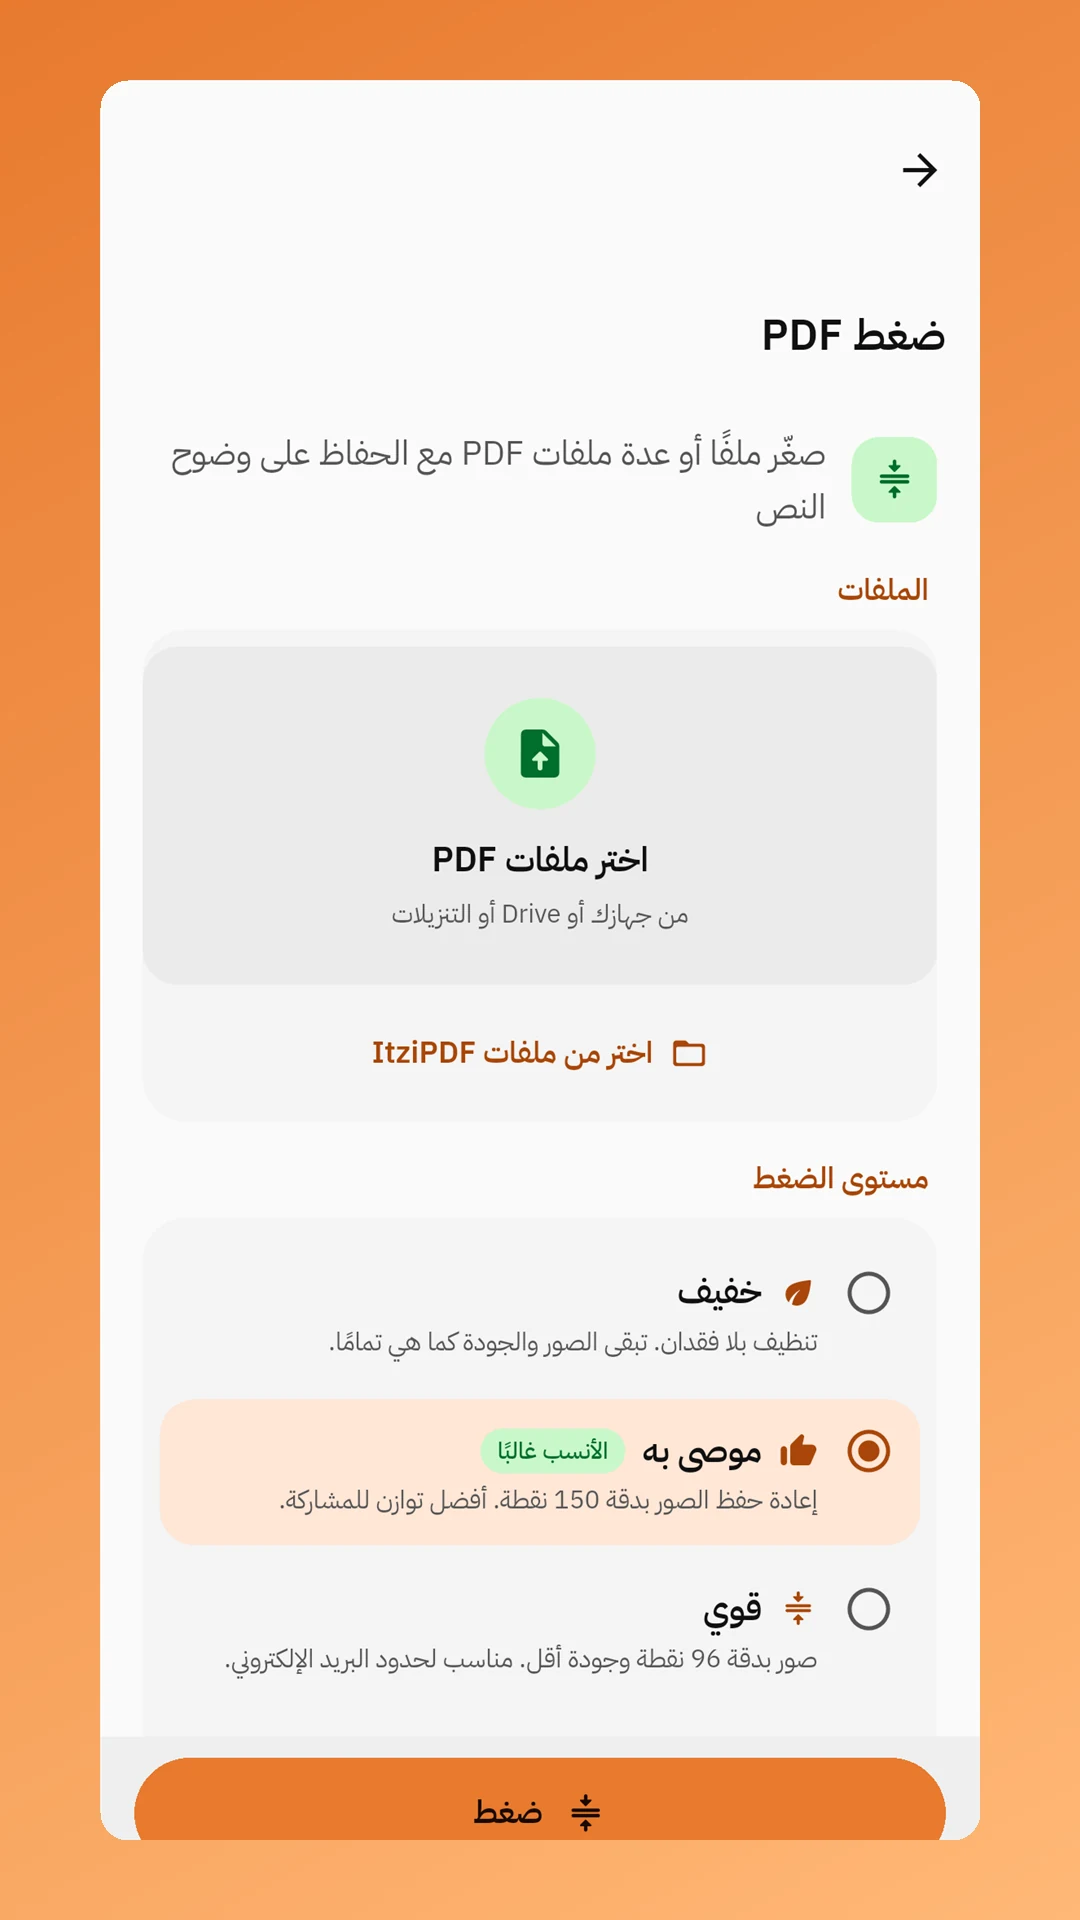 ضغط PDF
صغّر ملفًا أو عدة ملفات PDF مع الحفاظ على وضوح
النص
الملفات
اختر ملفات PDF
من جهازك أو Drive أو التنزيلات
اختر من ملفات ItziPDF
مستوى الضغط
خفيف
تنظيف بلا فقدان. تبقى الصور والجودة كما هي تمامًا.
موصى به الأنسب غالبًا
إعادة حفظ الصور بدقة 150 نقطة. أفضل توازن للمشاركة.
قوي
صور بدقة 96 نقطة وجودة أقل. مناسب لحدود البريد الإلكتروني.
ضغط